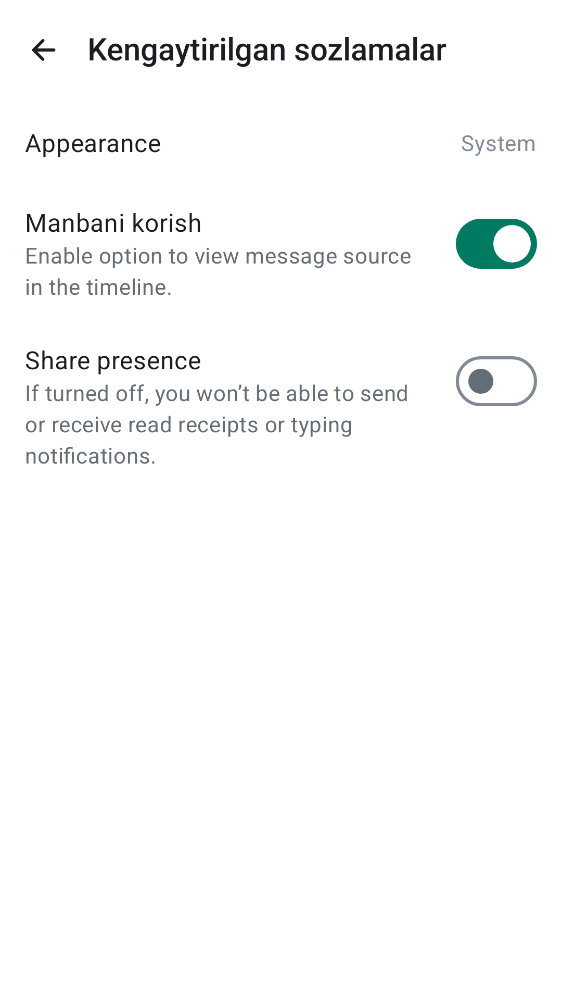 Kengaytirilgan sozlamalar
Appearance
System
Manbani korish
Enable option to view message source
in the timeline.
Share presence
If turned off, you won’t be able to send
or receive read receipts or typing
notifications.